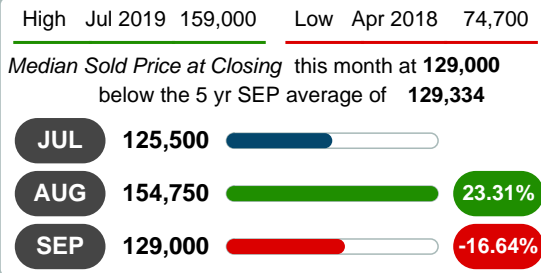 High Jul 2019 159,000 Low Apr 2018 74,700
Median Sold Price at Closing this month at 129,000
below the 5 yr SEP average of 129,334
JUL 125,500
AUG 154,750 23.31%
SEP 129,000 -16.64%